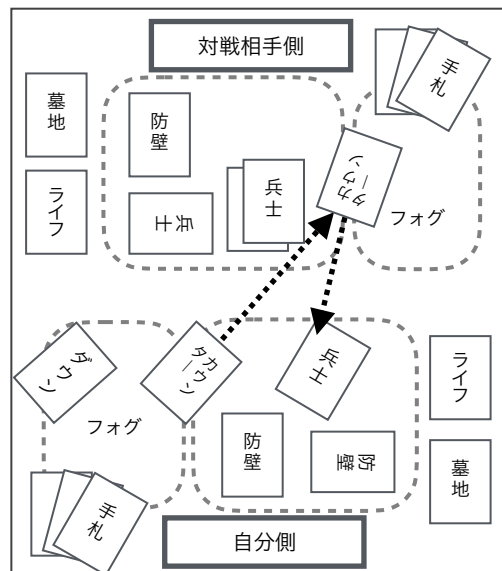 対戦相手側
手札
墓地
防壁
兵士
カウンター
ライフ
兵士
フォグ
ダウン
カウンター
兵士
ライフ
フォグ
防壁
防壁
墓地
手札
自分側